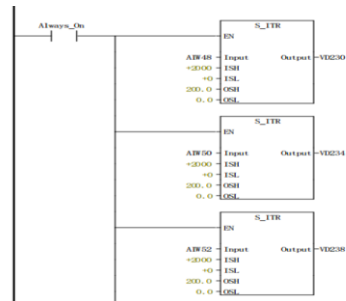 Always_On
S_ITR
EN
AIW48 Input Output VD230
+2000 ISH
+0 ISL
200.0 OSH
0.0 OSL
S_ITR
EN
AIW50 Input Output VD234
+2000 ISH
+0 ISL
200.0 OSH
0.0 OSL
S_ITR
EN
AIW52 Input Output VD238
+2000 ISH
+0 ISL
200.0 OSH
0.0 OSL